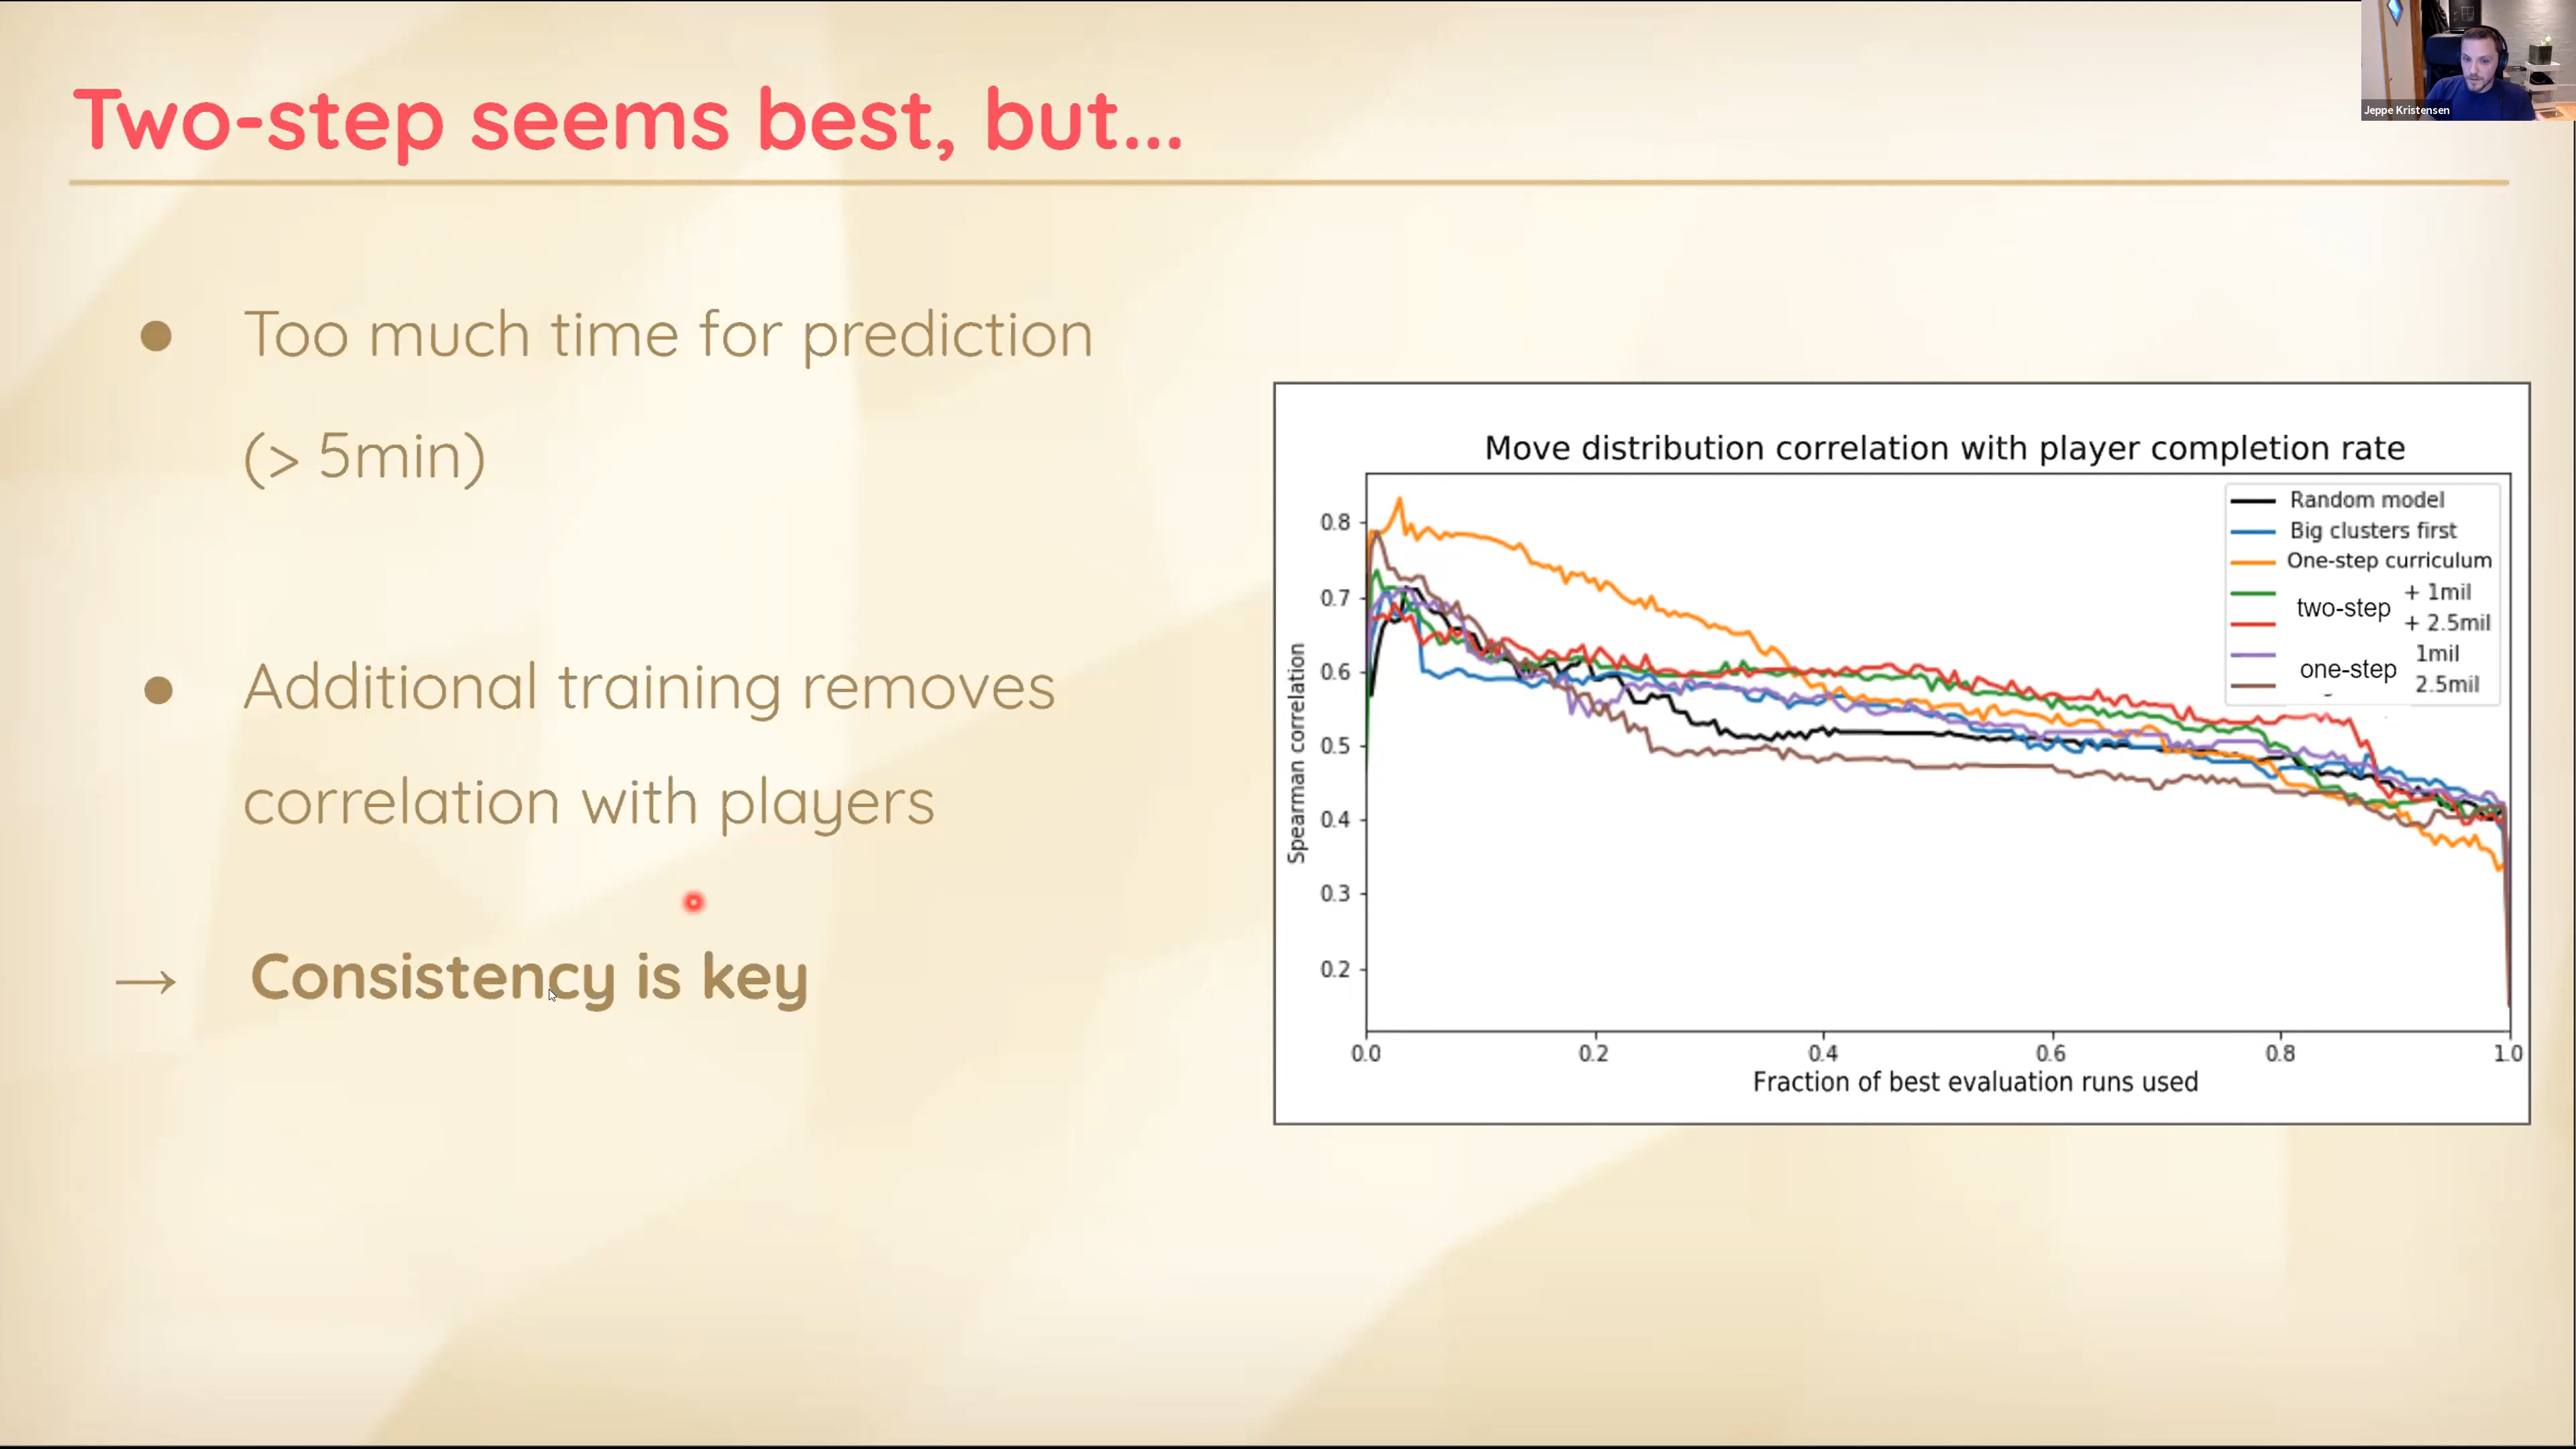 Jeppe Kristensen
Two-step seems best, but...
● Too much time for prediction
(> 5min)
● Additional training removes
correlation with players
→ Consistency is key
Move distribution correlation with player completion rate
Random model
Big clusters first
One-step curriculum
two-step
+ 1mil
+ 2.5mil
one-step
1mil
2.5mil
Spearman correlation
0.8
0.7
0.6
0.5
0.4
0.3
0.2
0.0 0.2 0.4 0.6 0.8 1.0
Fraction of best evaluation runs used